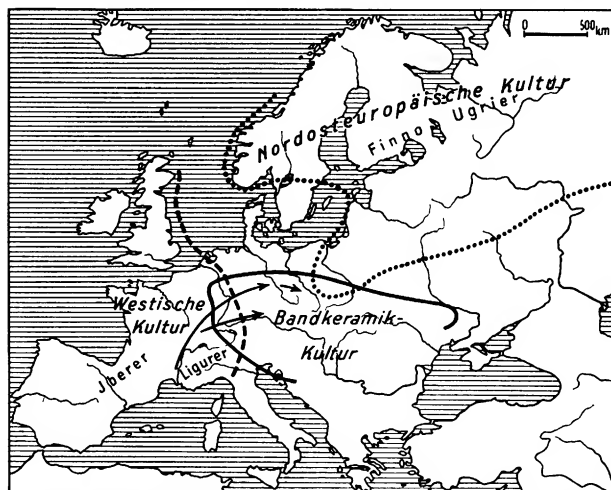 0 500km
Nordosteuropäische Kultur
Finno Ugrier
Westische
Kultur
Bandkeramik-
Kultur
Jberer
Ligurer